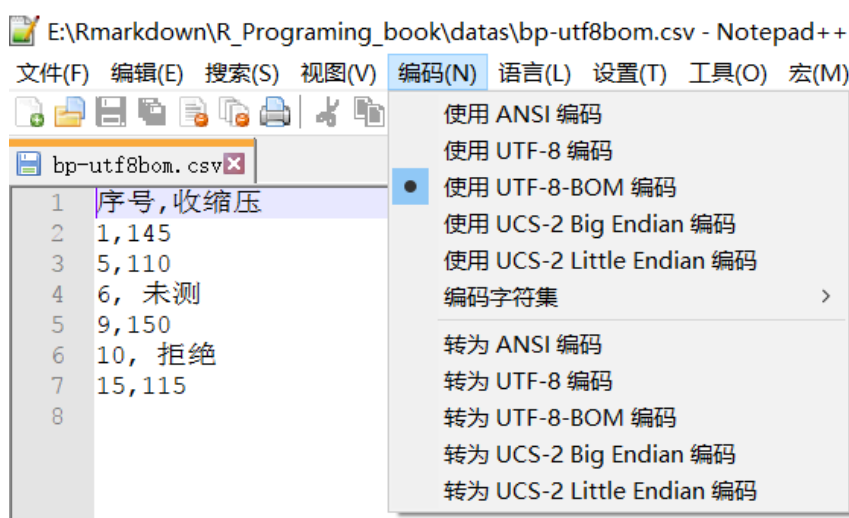 E:\Rmarkdown\R_Programing_book\datas\bp-utf8bom.csv - Notepad++
文件(F) 编辑(E) 搜索(S) 视图(V) 编码(N) 语言(L) 设置(T) 工具(O) 宏(M)
bp-utf8bom.csv
1 序号,收缩压
2 1,145
3 5,110
4 6, 未测
5 9,150
6 10, 拒绝
7 15,115
8
使用 ANSI 编码
使用 UTF-8 编码
使用 UTF-8-BOM 编码
使用 UCS-2 Big Endian 编码
使用 UCS-2 Little Endian 编码
编码字符集
转为 ANSI 编码
转为 UTF-8 编码
转为 UTF-8-BOM 编码
转为 UCS-2 Big Endian 编码
转为 UCS-2 Little Endian 编码